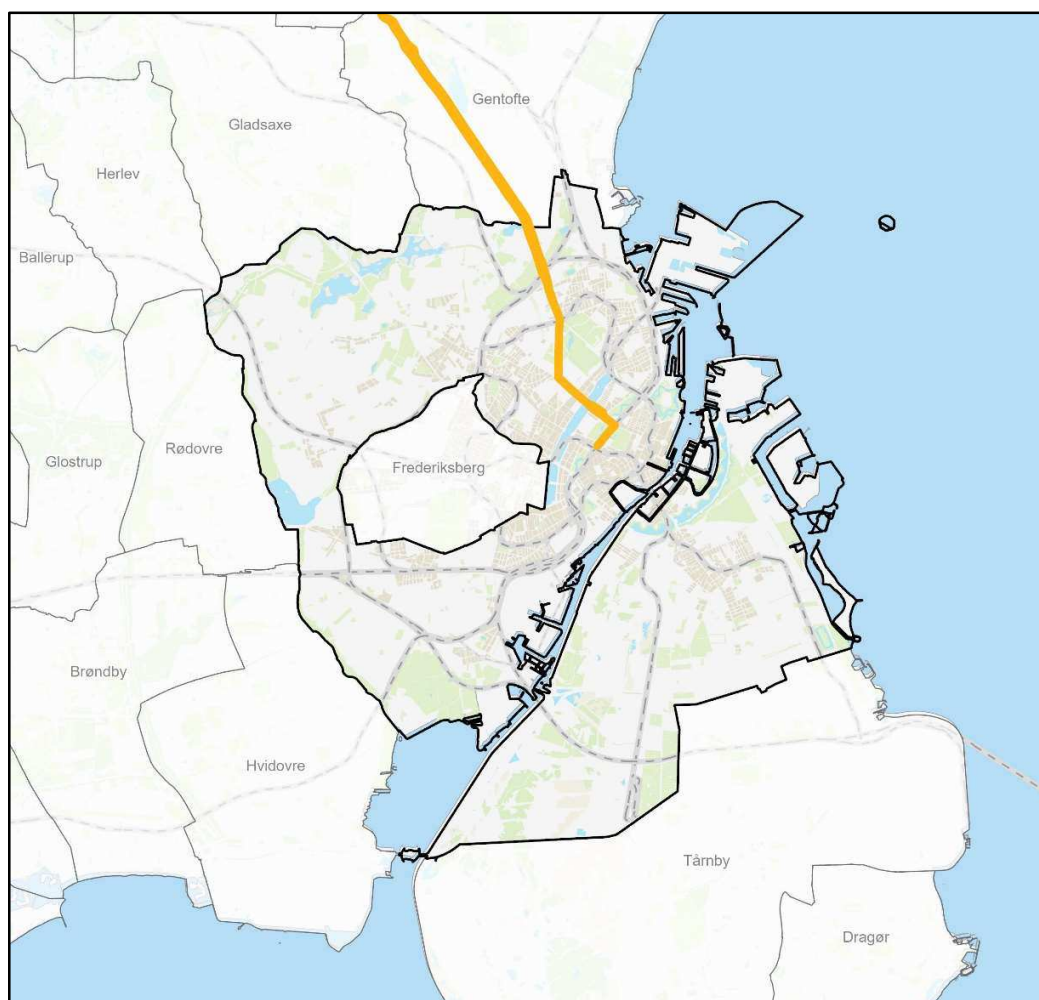 Gentofte
Gladsaxe
Herlev
Ballerup
Rødovre
Glostrup
Frederiksberg
Brøndby
Hvidovre
Tårnby
Dragør